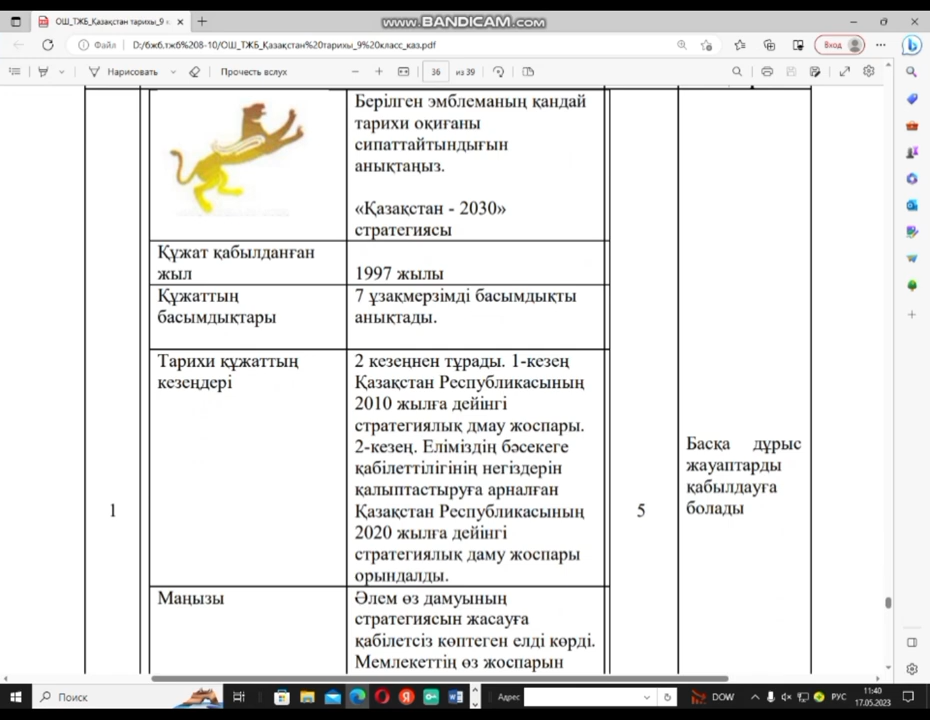 www.BANDICAM.com
ОШ_ТЖБ_Қазақстан тарихы_9 к
Файл D:/бжб,тжб%208-10/ОШ_ТЖБ_Қазақстан%20тарихы_9%20класс_каз.pdf
Вход
Нарисовать
Прочесть вслух
36 из 39
Берілген эмблеманың қандай
тарихи оқиғаны
сипаттайтындығын
анықтаңыз.
«Қазақстан - 2030»
стратегиясы
Құжат қабылданған
жыл
1997 жылы
Құжаттың
басымдықтары
7 ұзақмерзімді басымдықты
анықтады.
Тарихи құжаттың
кезеңдері
2 кезеңнен тұрады. 1-кезең
Қазақстан Республикасының
2010 жылға дейінгі
стратегиялық дмау жоспары.
2-кезең. Еліміздің бәсекеге
қабілеттілігінің негіздерін
қалыптастыруға арналған
Қазақстан Республикасының
2020 жылға дейінгі
стратегиялық даму жоспары
орындалды.
1
5
Басқа дұрыс
жауаптарды
қабылдауға
болады
Маңызы
Әлем өз дамуының
стратегиясын жасауға
қабілетсіз көптеген елді көрді.
Мемлекеттің өз жоспарын
Поиск
Адрес
DOW
РУС
11:40
17.05.2023